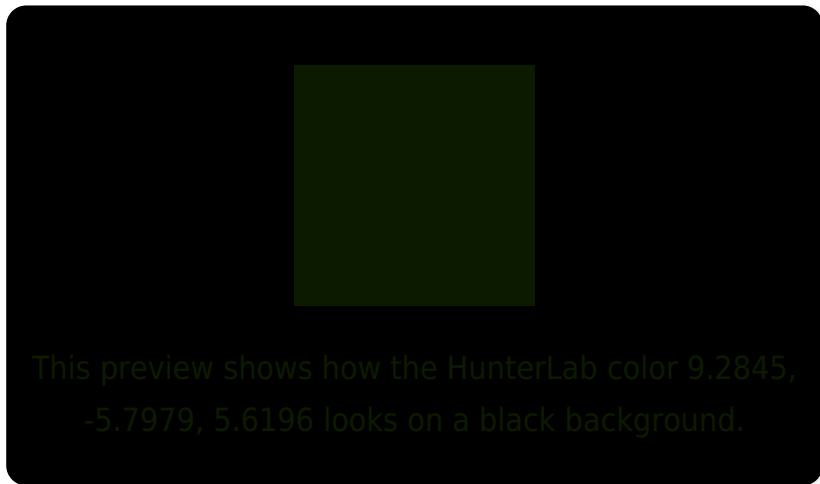 This preview shows how the HunterLab color 9.2845,
-5.7979, 5.6196 looks on a black background.